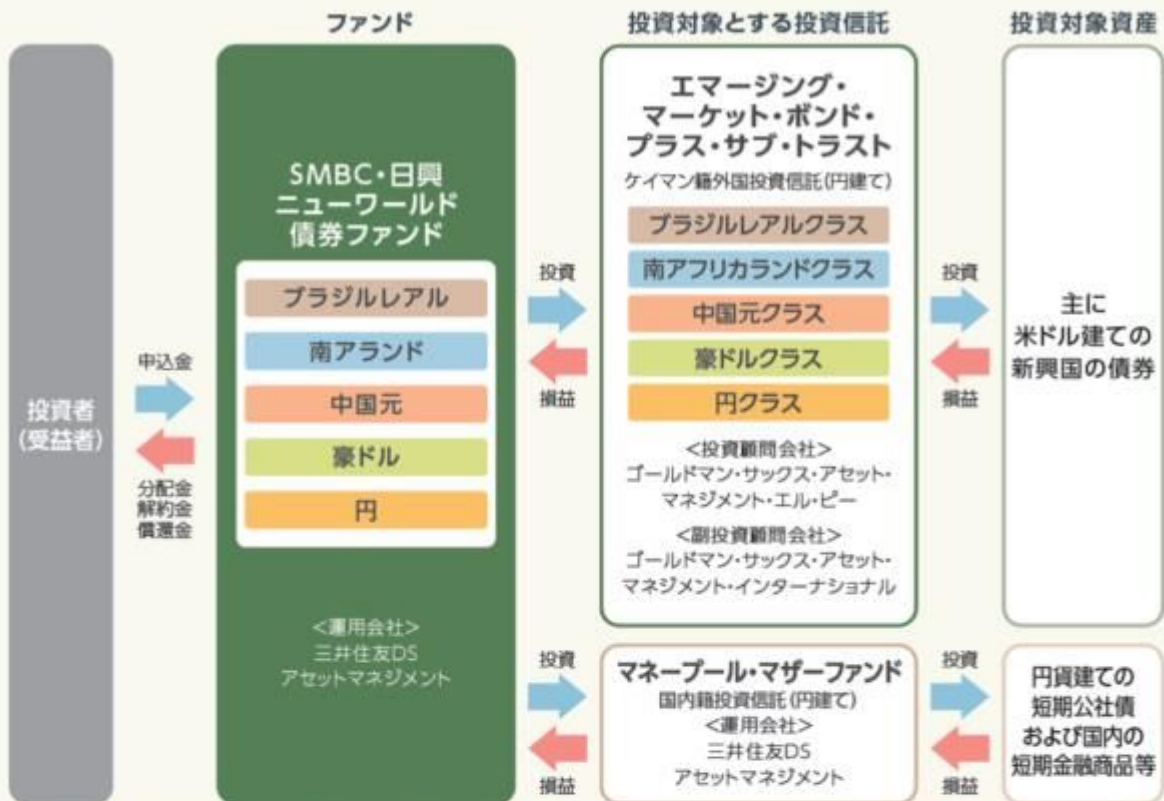 ファンド
投資対象とする投資信託
投資対象資産
投資者
(受益者)
申込金
分配金
解約金
償還金
SMBC・日興
ニューワールド
債券ファンド
ブラジルレアル
南アランド
中国元
豪ドル
円
<運用会社>
三井住友DS
アセットマネジメント
投資
損益
エマージング・
マーケット・ボンド・
プラス・サブ・トラスト
ケイマン籍外国投資信託(円建て)
ブラジルレアルクラス
南アフリカランドクラス
中国元クラス
豪ドルクラス
円クラス
<投資顧問会社>
ゴールドマン・サックス・アセット・
マネジメント・エル・ピー
<副投資顧問会社>
ゴールドマン・サックス・アセット・
マネジメント・インターナショナル
投資
損益
主に
米ドル建ての
新興国の債券
投資
損益
マネープール・マザーファンド
国内籍投資信託(円建て)
<運用会社>
三井住友DS
アセットマネジメント
投資
損益
円貨建ての
短期公社債
および国内の
短期金融商品等